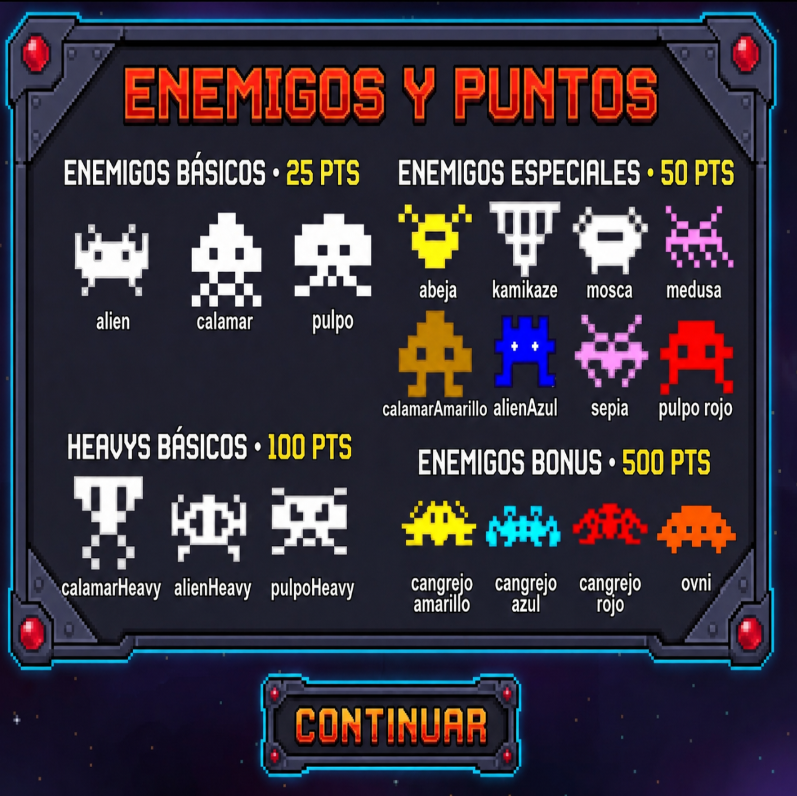 ENEMIGOS Y PUNTOS
ENEMIGOS BÁSICOS • 25 PTS
alien calamar pulpo
ENEMIGOS ESPECIALES • 50 PTS
abeja kamikaze mosca medusa
calamarAmarillo alienAzul sepia pulpo rojo
HEAVYS BÁSICOS • 100 PTS
calamarHeavy alienHeavy pulpoHeavy
ENEMIGOS BONUS • 500 PTS
cangrejo cangrejo cangrejo ovni
amarillo azul rojo
CONTINUAR